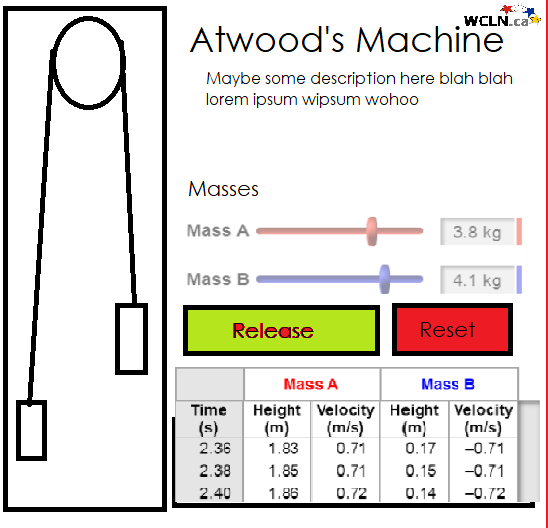 WCLN.ca
Atwood's Machine
Maybe some description here blah blah
lorem ipsum wipsum wohoo
Masses
Mass A 3.8 kg
Mass B 4.1 kg
Release Reset
Mass A Mass B
Time Height Velocity Height Velocity
(s) (m) (m/s) (m) (m/s)
2.36 1.83 0.71 0.17 –0.71
2.38 1.85 0.71 0.15 –0.71
2.40 1.86 0.72 0.14 –0.72